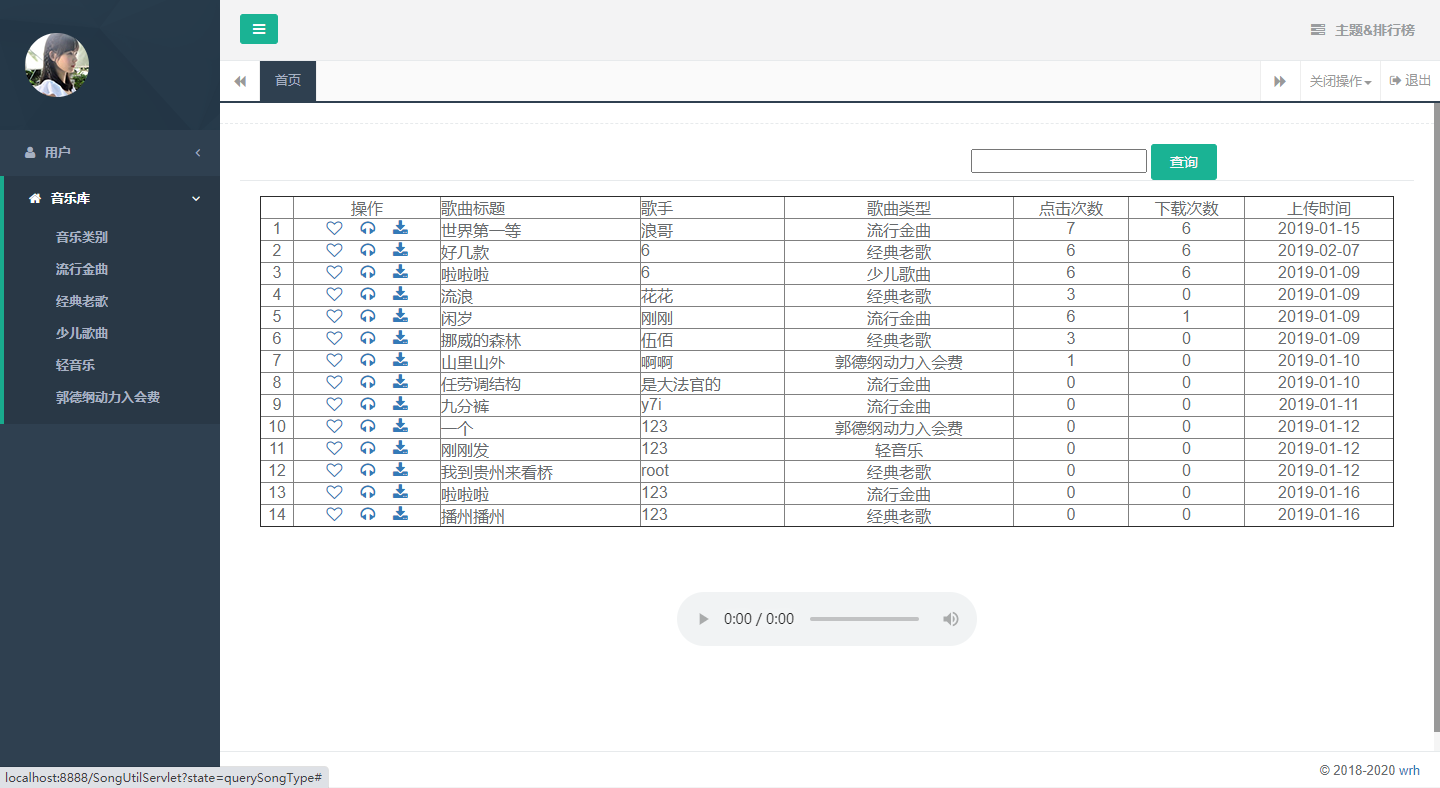 主题&排行榜
首页
关闭操作
退出
用户
音乐库
音乐类别
流行金曲
经典老歌
少儿歌曲
轻音乐
郭德纲动力入会费
查询
操作 歌曲标题 歌手 歌曲类型 点击次数 下载次数 上传时间
1 世界第一等 浪哥 流行金曲 7 6 2019-01-15
2 好几款 6 经典老歌 6 6 2019-02-07
3 啦啦啦 6 少儿歌曲 6 6 2019-01-09
4 流浪 花花 经典老歌 3 0 2019-01-09
5 闲岁 刚刚 流行金曲 6 1 2019-01-09
6 挪威的森林 伍佰 经典老歌 3 0 2019-01-09
7 山里山外 啊啊 郭德纲动力入会费 1 0 2019-01-10
8 任劳调结构 是大法官的 流行金曲 0 0 2019-01-10
9 九分裤 y7i 流行金曲 0 0 2019-01-11
10 一个 123 郭德纲动力入会费 0 0 2019-01-12
11 刚刚发 123 轻音乐 0 0 2019-01-12
12 我到贵州来看桥 root 经典老歌 0 0 2019-01-12
13 啦啦啦 123 流行金曲 0 0 2019-01-16
14 播州播州 123 经典老歌 0 0 2019-01-16
0:00 / 0:00
© 2018-2020 wrh
localhost:8888/SongUtilServlet?state=querySongType#